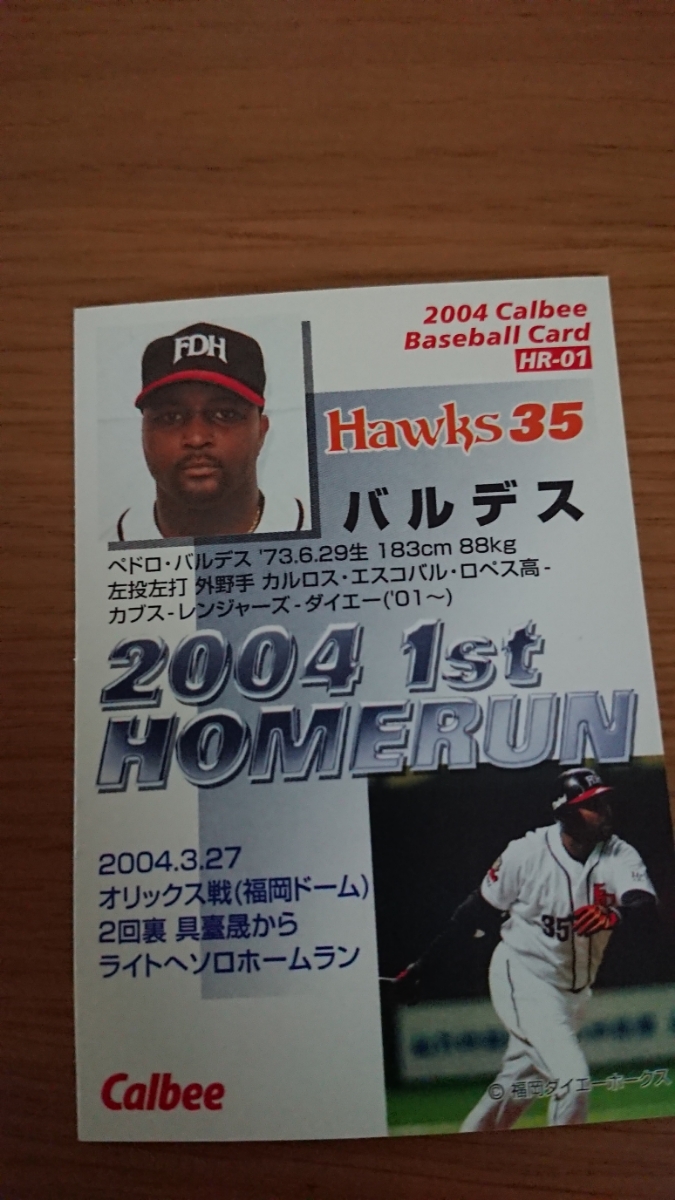 2004 Calbee
Baseball Card
HR-01
FDH
Hawks 35
バルデス
ペドロ・バルデス '73.6.29生 183cm 88kg
左投左打 外野手 カルロス・エスコバル・ロペス高-
カブス-レンジャーズ-ダイエー('01〜)
2004 1st
HOMERUN
2004.3.27
オリックス戦(福岡ドーム)
2回裏 具臺晟から
ライトへソロホームラン
35
Calbee
© 福岡ダイエーホークス